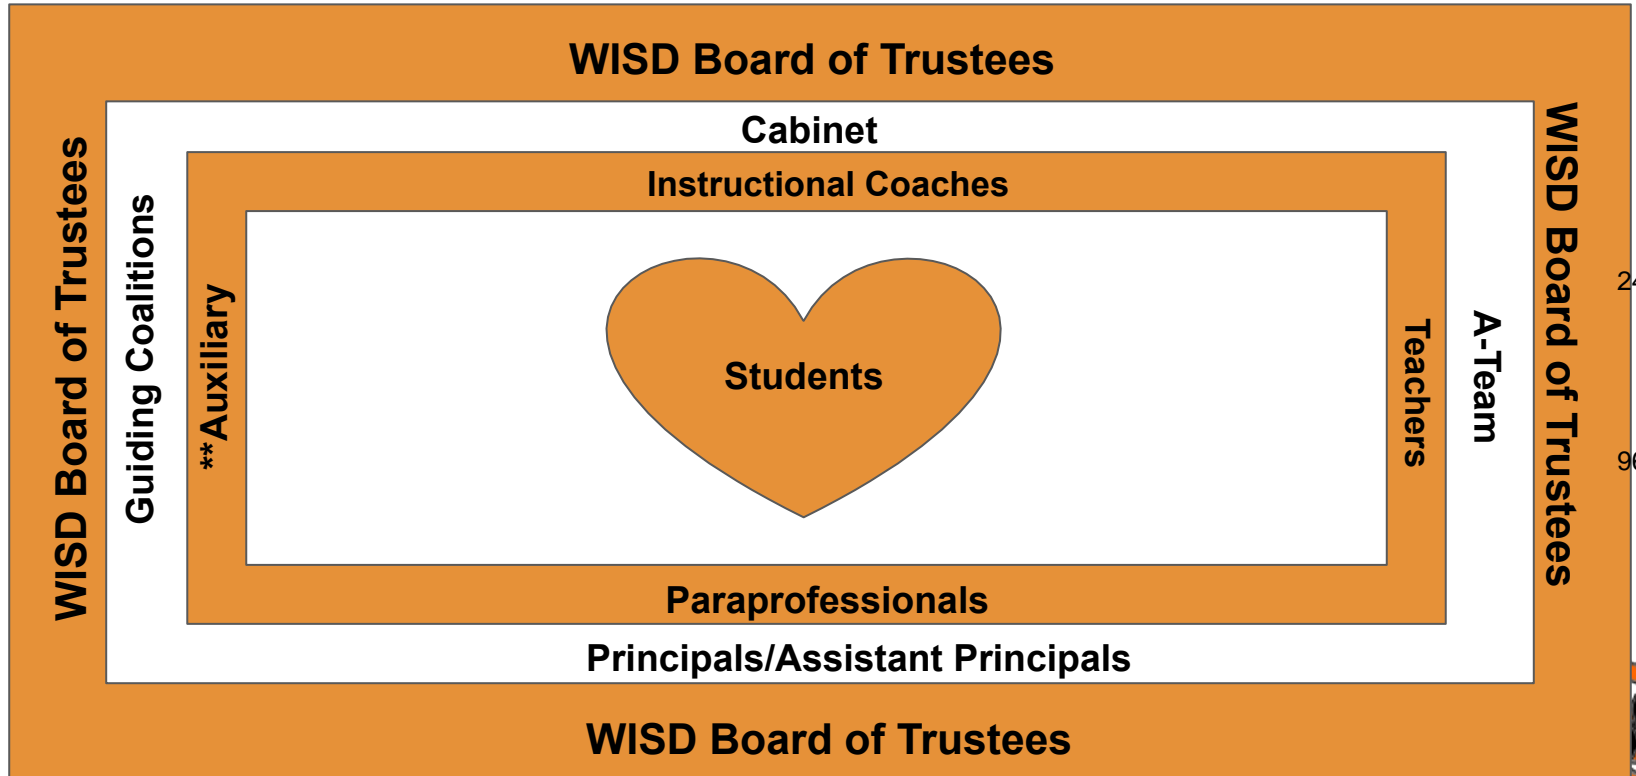 WISD Board of Trustees
Cabinet
Instructional Coaches
WISD Board of Trustees
Guiding Coalitions
**Auxiliary
Students
Teachers
A-Team
WISD Board of Trustees
Paraprofessionals
Principals/Assistant Principals
WISD Board of Trustees